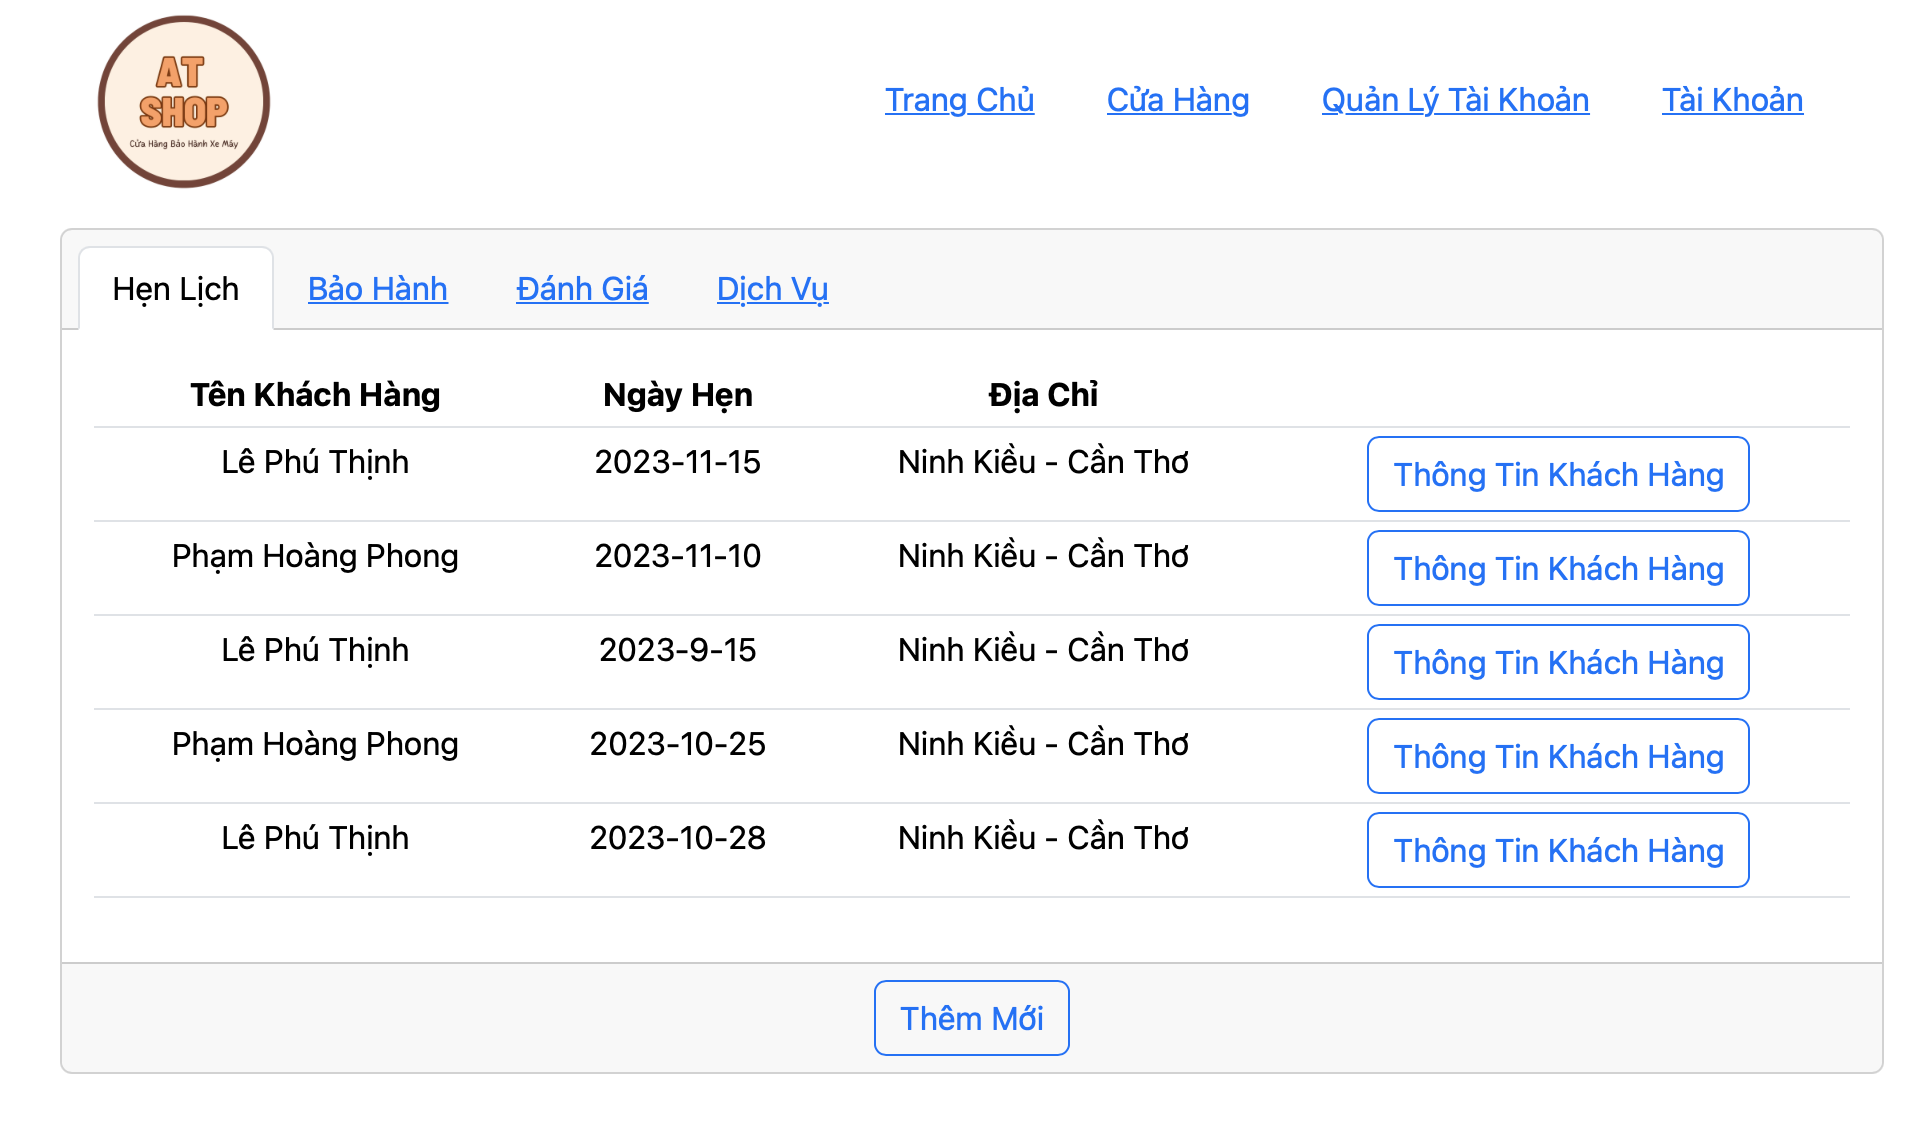 AT
SHOP
Cửa Hàng Bảo Hành Xe Máy
Trang Chủ Cửa Hàng Quản Lý Tài Khoản Tài Khoản
Hẹn Lịch Bảo Hành Đánh Giá Dịch Vụ
Tên Khách Hàng Ngày Hẹn Địa Chỉ
Lê Phú Thịnh 2023-11-15 Ninh Kiều - Cần Thơ Thông Tin Khách Hàng
Phạm Hoàng Phong 2023-11-10 Ninh Kiều - Cần Thơ Thông Tin Khách Hàng
Lê Phú Thịnh 2023-9-15 Ninh Kiều - Cần Thơ Thông Tin Khách Hàng
Phạm Hoàng Phong 2023-10-25 Ninh Kiều - Cần Thơ Thông Tin Khách Hàng
Lê Phú Thịnh 2023-10-28 Ninh Kiều - Cần Thơ Thông Tin Khách Hàng
Thêm Mới